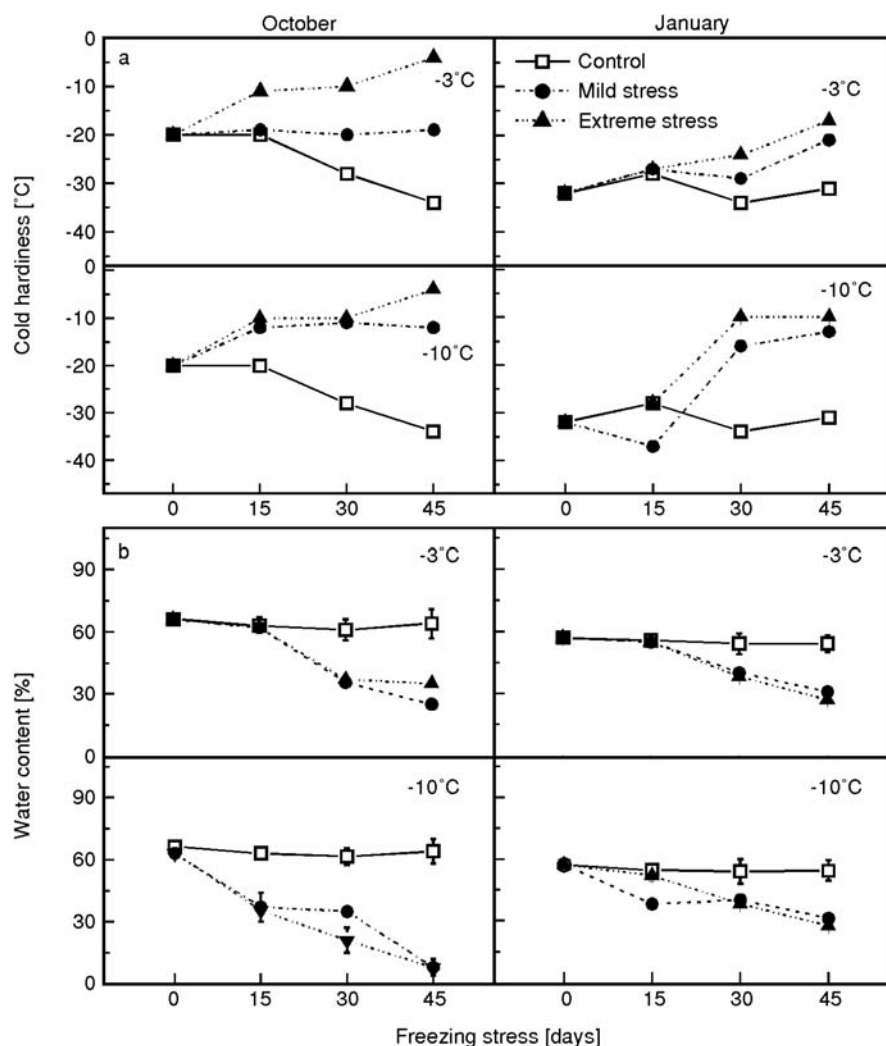 October
January
a
-3˚C
Control
Mild stress
Extreme stress
-3˚C
0
-10
-20
-30
-40
Cold hardiness [˚C]
0
-10
-20
-30
-40
-10˚C
-10˚C
0 15 30 45
0 15 30 45
b
-3˚C
-3˚C
90
60
30
0
Water content [%]
-10˚C
-10˚C
90
60
30
0
0 15 30 45
0 15 30 45
Freezing stress [days]